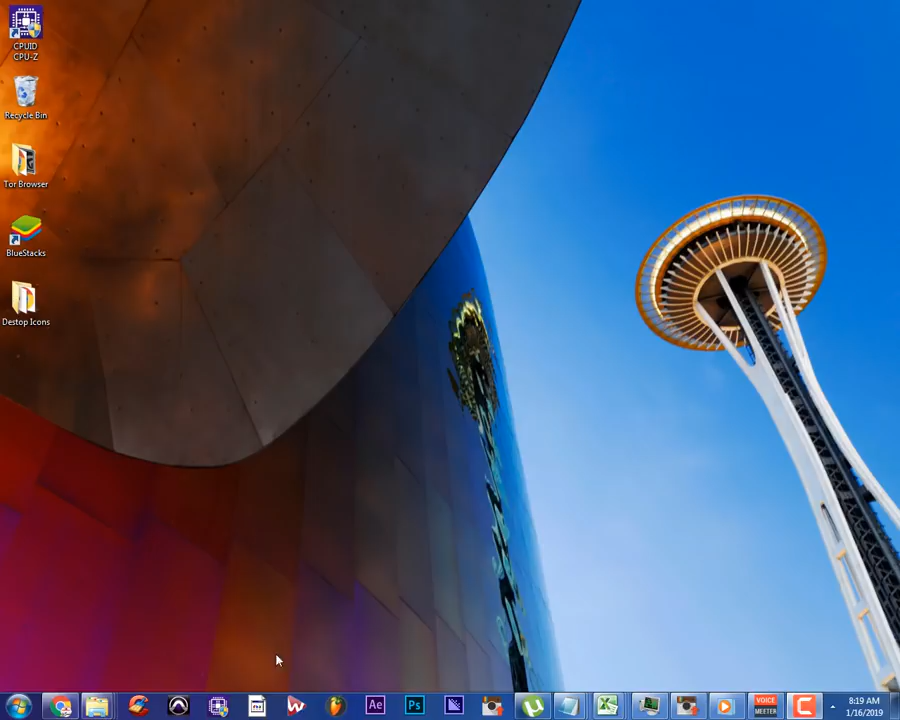 CPUID
CPU-Z
Recycle Bin
Tor Browser
BlueStacks
Destop Icons
Ae
Ps
VOICE
MEETER
8:19 AM
1/16/2019